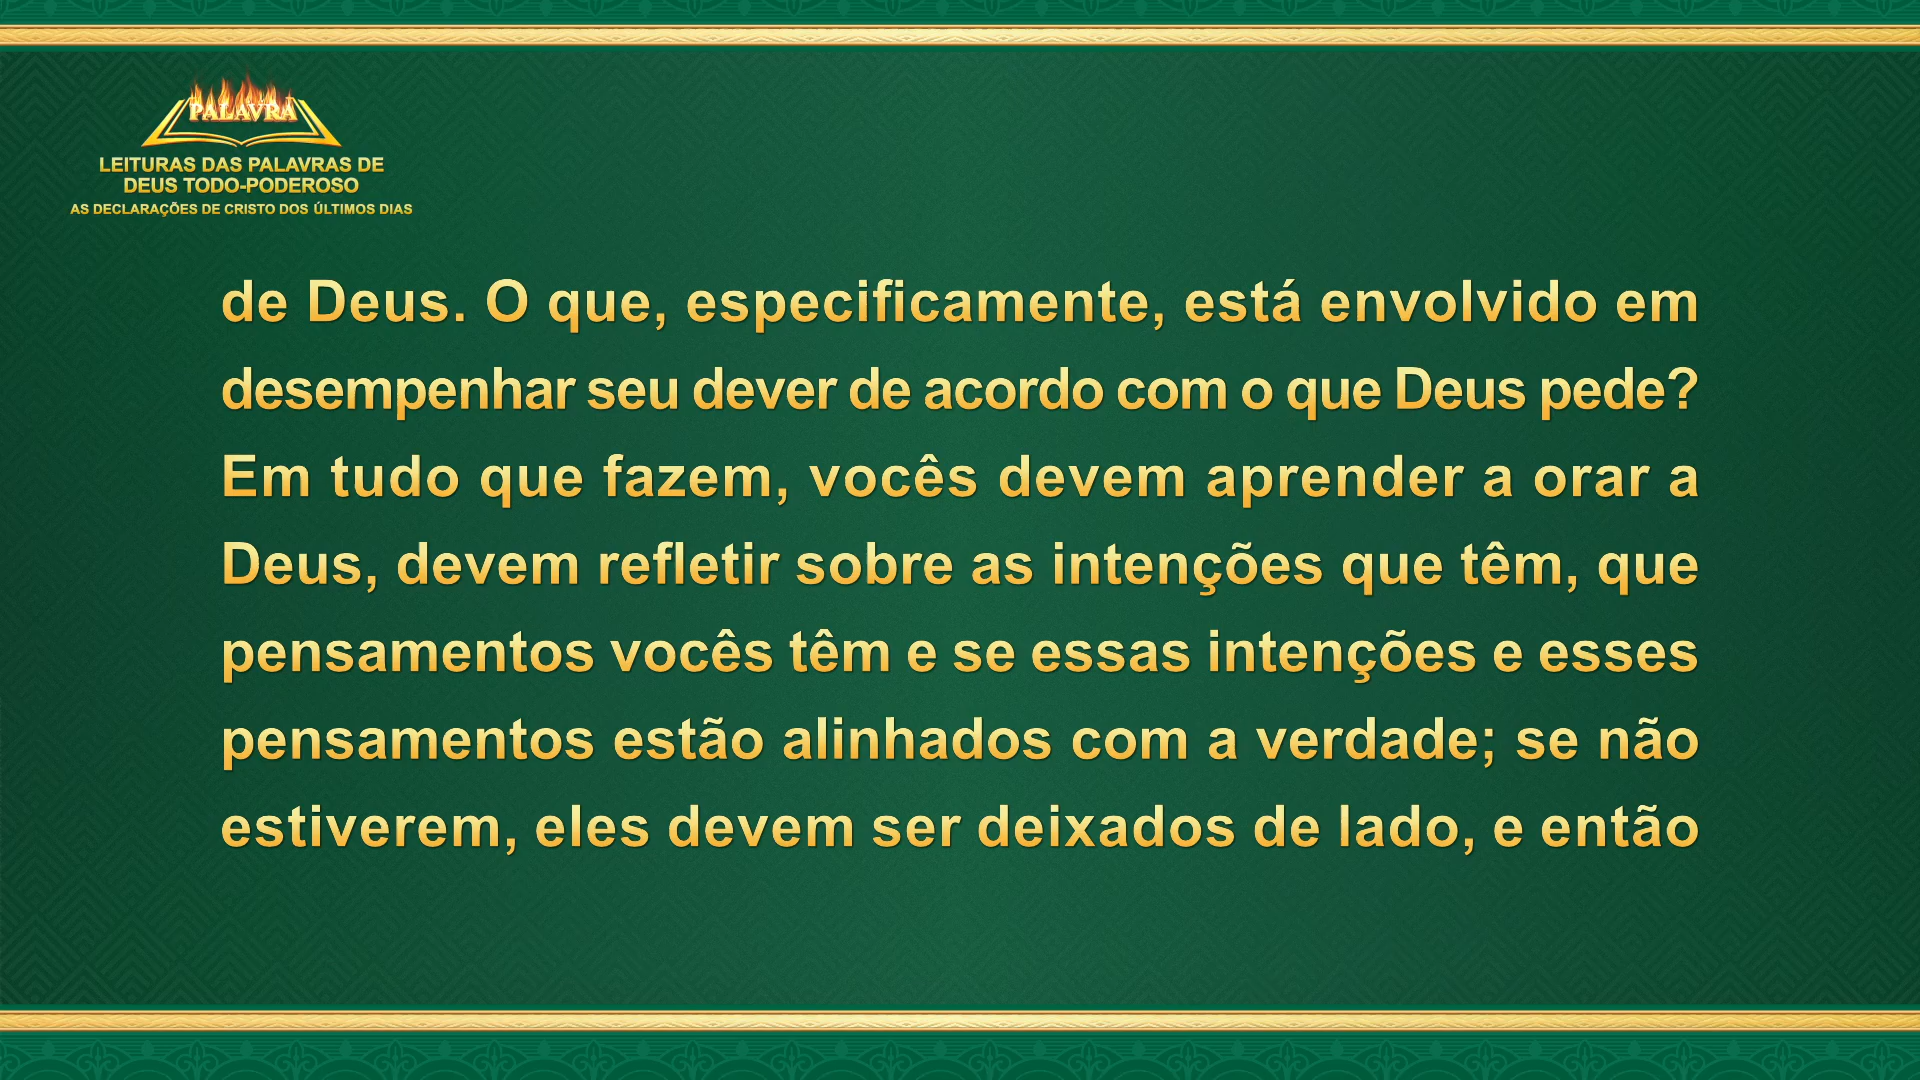 PALAVRA
LEITURAS DAS PALAVRAS DE
DEUS TODO-PODEROSO
AS DECLARAÇÕES DE CRISTO DOS ÚLTIMOS DIAS
de Deus. O que, especificamente, está envolvido em
desempenhar seu dever de acordo com o que Deus pede?
Em tudo que fazem, vocês devem aprender a orar a
Deus, devem refletir sobre as intenções que têm, que
pensamentos vocês têm e se essas intenções e esses
pensamentos estão alinhados com a verdade; se não
estiverem, eles devem ser deixados de lado, e então